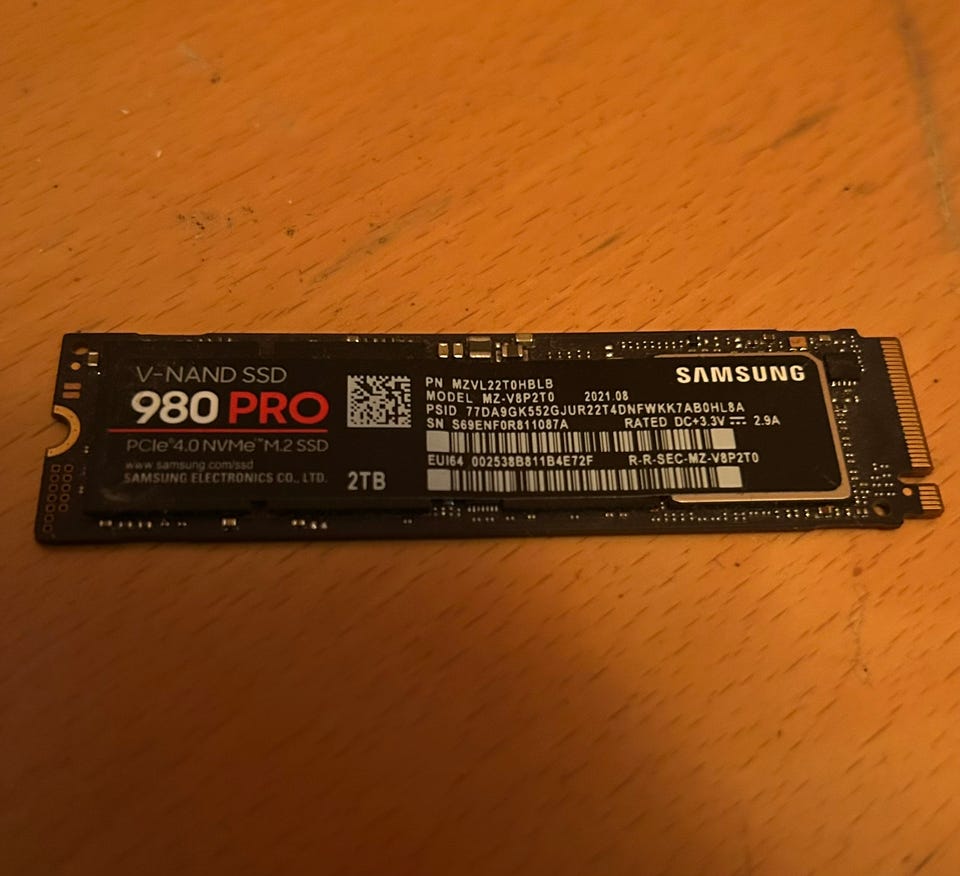 V-NAND SSD
980 PRO
PCIe® 4.0 NVMe™ M.2 SSD
www.samsung.com/ssd
SAMSUNG ELECTRONICS CO., LTD.
2TB
SAMSUNG
PN MZVL22T0HBLB
MODEL MZ-V8P2T0 2021.08
PSID 77DA9GK552GJUR22T4DNFWKK7AB0HL8A
SN S69ENF0R811087A RATED DC+3.3V ⎓ 2.9A
EUI64 002538B811B4E72F R-R-SEC-MZ-V8P2T0